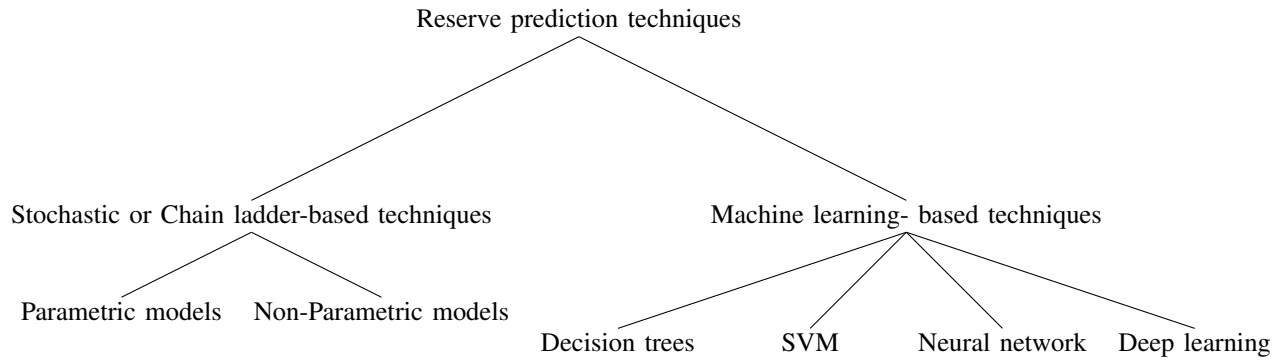 Reserve prediction techniques
Stochastic or Chain ladder-based techniques
Machine learning- based techniques
Parametric models
Non-Parametric models
Decision trees
SVM
Neural network
Deep learning